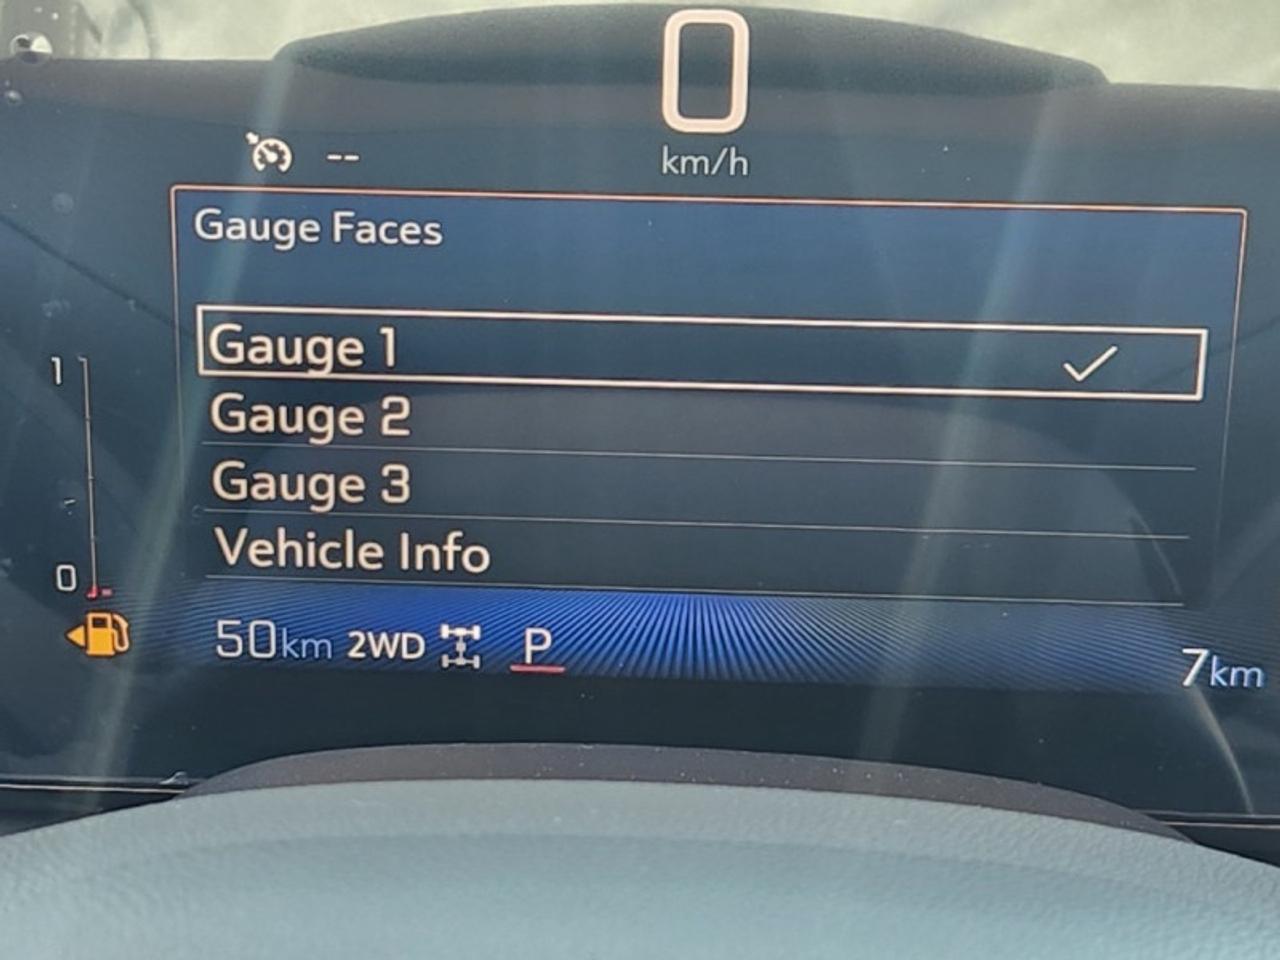 0
km/h
--
Gauge Faces
Gauge 1
Gauge 2
Gauge 3
Vehicle Info
1
0
50km 2WD P
7km